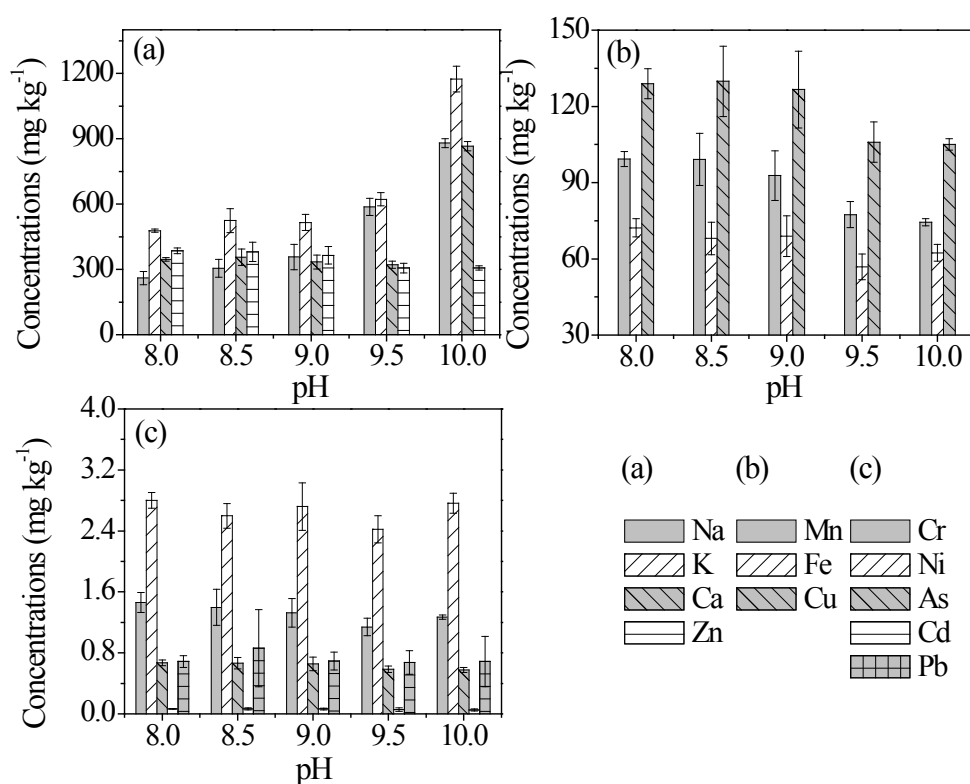 (a)
Concentrations (mg kg⁻¹)
1200
900
600
300
0
8.0 8.5 9.0 9.5 10.0
pH
(b)
Concentrations (mg kg⁻¹)
150
120
90
60
30
8.0 8.5 9.0 9.5 10.0
pH
(c)
Concentrations (mg kg⁻¹)
4.0
3.2
2.4
1.6
0.8
0.0
8.0 8.5 9.0 9.5 10.0
pH
(a) (b) (c)
Na Mn Cr
K Fe Ni
Ca Cu As
Zn Cd
Pb